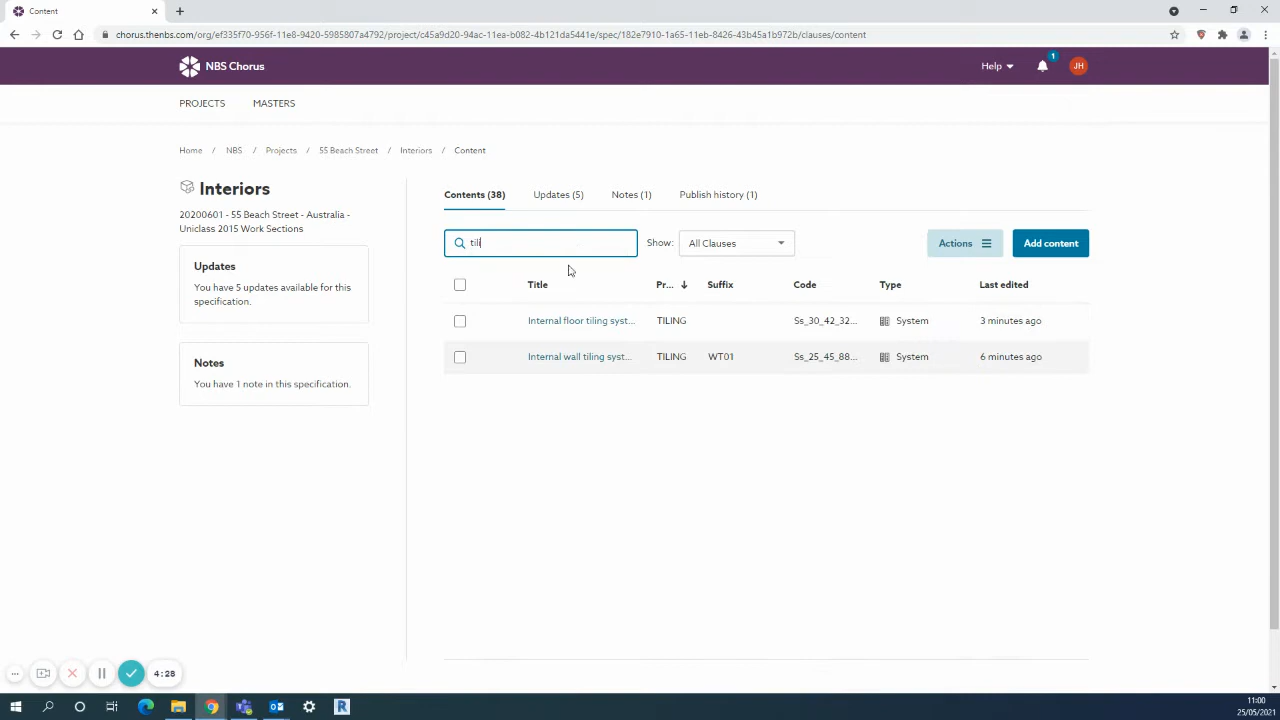 Content
chorus.thenbs.com/org/ef335f70-956f-11e8-9420-5985807a4792/project/c45a9d20-94ac-11ea-b082-4b121da5441e/spec/182e7910-1a65-11eb-8426-43b45a1b972b/clauses/content
NBS Chorus
Help
1
JH
PROJECTS MASTERS
Home / NBS / Projects / 55 Beach Street / Interiors / Content
Interiors
20200601 - 55 Beach Street - Australia -
Uniclass 2015 Work Sections
Updates
You have 5 updates available for this
specification.
Notes
You have 1 note in this specification.
Contents (38) Updates (5) Notes (1) Publish history (1)
tili Show: All Clauses Actions Add content
Title Pr... Suffix Code Type Last edited
Internal floor tiling syst... TILING Ss_30_42_32... System 3 minutes ago
Internal wall tiling syst... TILING WT01 Ss_25_45_88... System 6 minutes ago
4:28
11:00
25/05/2021